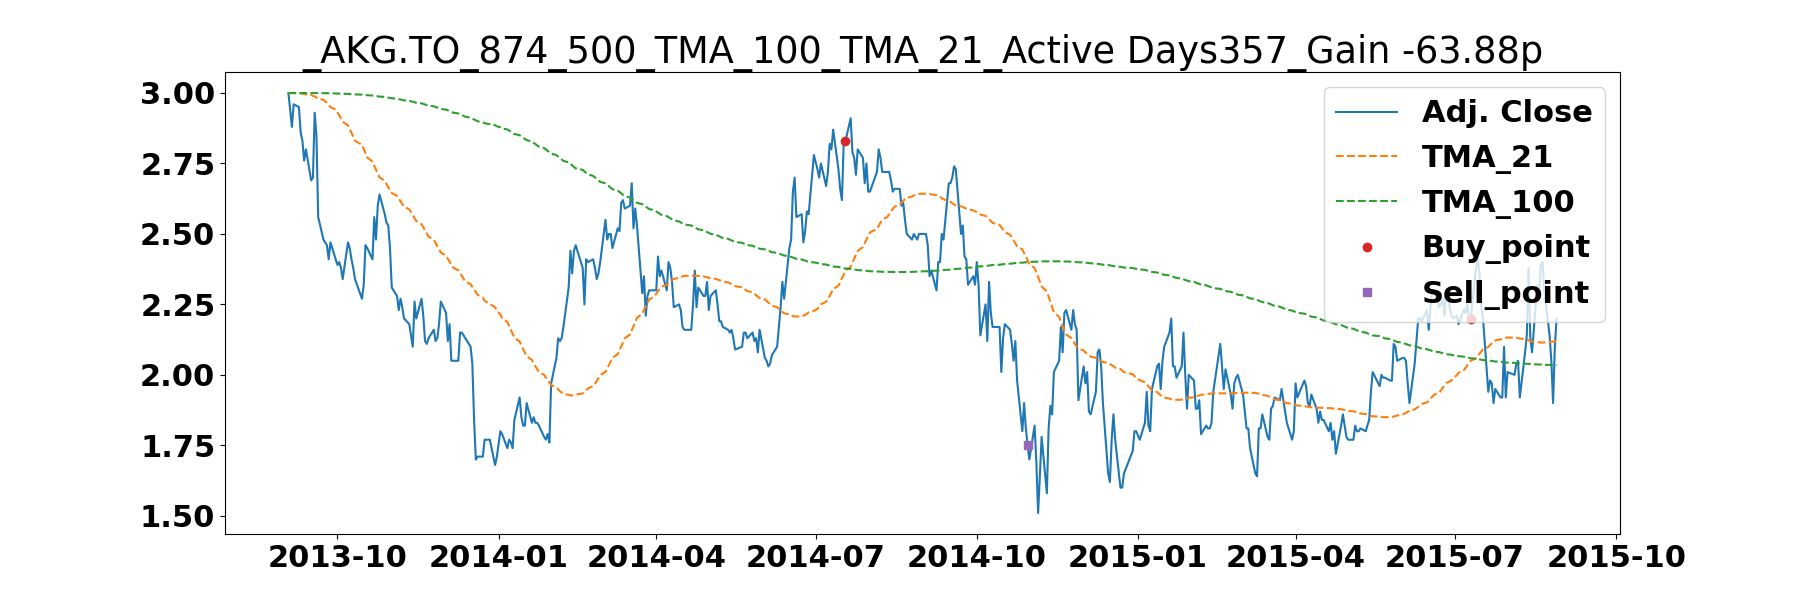 _AKG.TO_874_500_TMA_100_TMA_21_Active Days357_Gain -63.88p
3.00
2.75
2.50
2.25
2.00
1.75
1.50
Adj. Close
TMA_21
TMA_100
Buy_point
Sell_point
2013-10 2014-01 2014-04 2014-07 2014-10 2015-01 2015-04 2015-07 2015-10